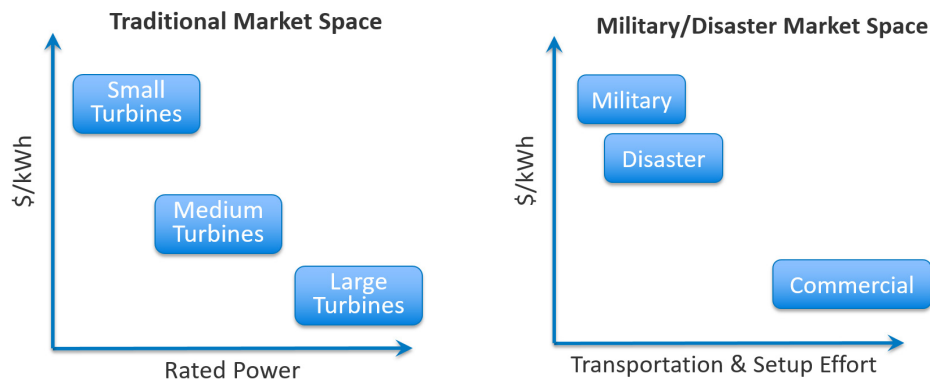 Traditional Market Space
$/kWh
Small
Turbines
Medium
Turbines
Large
Turbines
Rated Power
Military/Disaster Market Space
$/kWh
Military
Disaster
Commercial
Transportation & Setup Effort